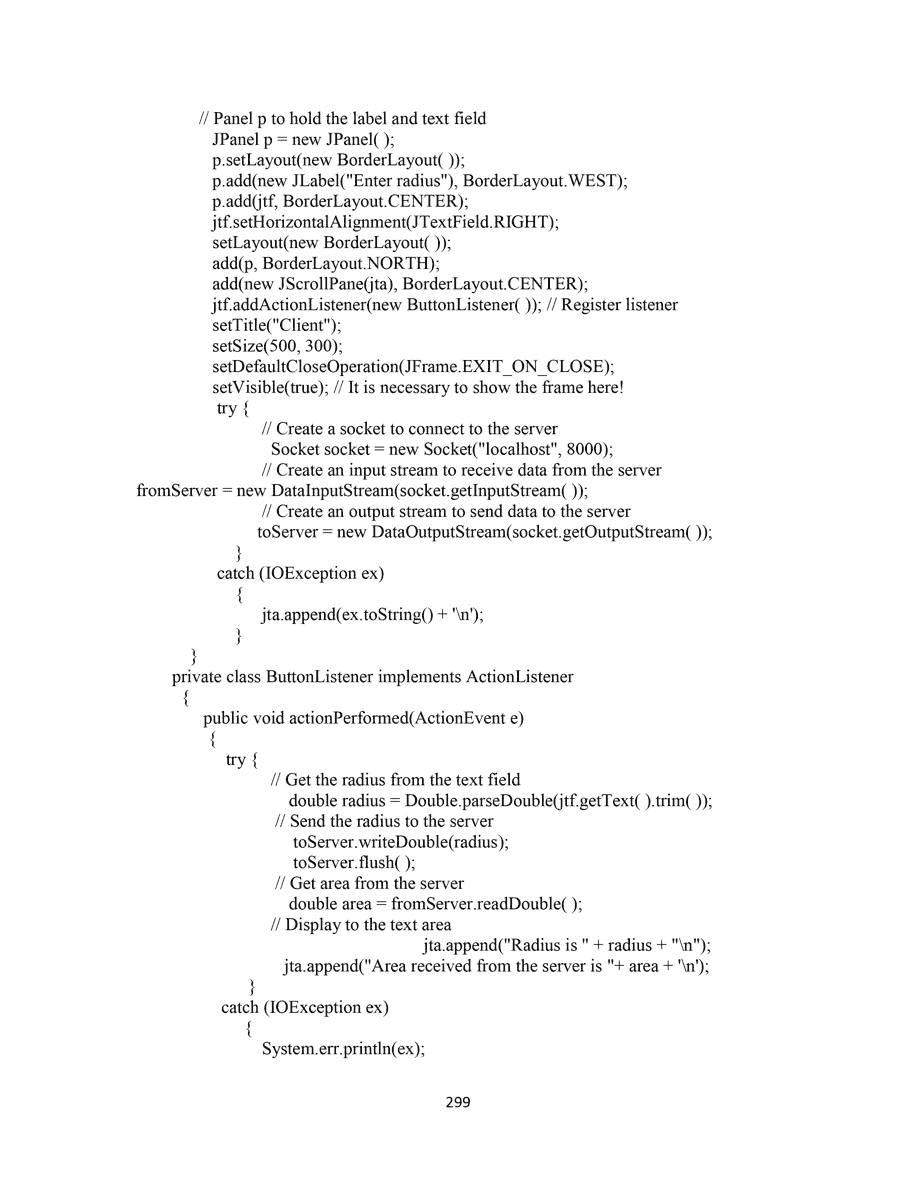 // Panel p to hold the label and text field
JPanel p = new JPanel( );
p.setLayout(new BorderLayout( ));
p.add(new JLabel("Enter radius"), BorderLayout.WEST);
p.add(jtf, BorderLayout.CENTER);
jtf.setHorizontalAlignment(JTextField.RIGHT);
setLayout(new BorderLayout( ));
add(p, BorderLayout.NORTH);
add(new JScrollPane(jta), BorderLayout.CENTER);
jtf.addActionListener(new ButtonListener( )); // Register listener
setTitle("Client");
setSize(500, 300);
setDefaultCloseOperation(JFrame.EXIT_ON_CLOSE);
setVisible(true); // It is necessary to show the frame here!
try {
// Create a socket to connect to the server
Socket socket = new Socket("localhost", 8000);
// Create an input stream to receive data from the server
fromServer = new DataInputStream(socket.getInputStream( ));
// Create an output stream to send data to the server
toServer = new DataOutputStream(socket.getOutputStream( ));
}
catch (IOException ex)
{
jta.append(ex.toString() + '\n');
}
}
private class ButtonListener implements ActionListener
{
public void actionPerformed(ActionEvent e)
{
try {
// Get the radius from the text field
double radius = Double.parseDouble(jtf.getText( ).trim( ));
// Send the radius to the server
toServer.writeDouble(radius);
toServer.flush( );
// Get area from the server
double area = fromServer.readDouble( );
// Display to the text area
jta.append("Radius is " + radius + "\n");
jta.append("Area received from the server is "+ area + '\n');
}
catch (IOException ex)
{
System.err.println(ex);
299